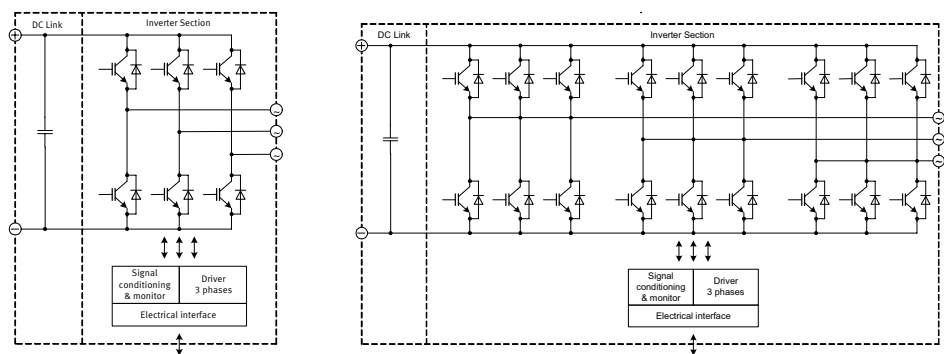 DC Link
Inverter Section
+
~
~
~
−
Signal
conditioning
& monitor
Driver
3 phases
Electrical interface
DC Link
Inverter Section
+
~
~
~
−
Signal
conditioning
& monitor
Driver
3 phases
Electrical interface